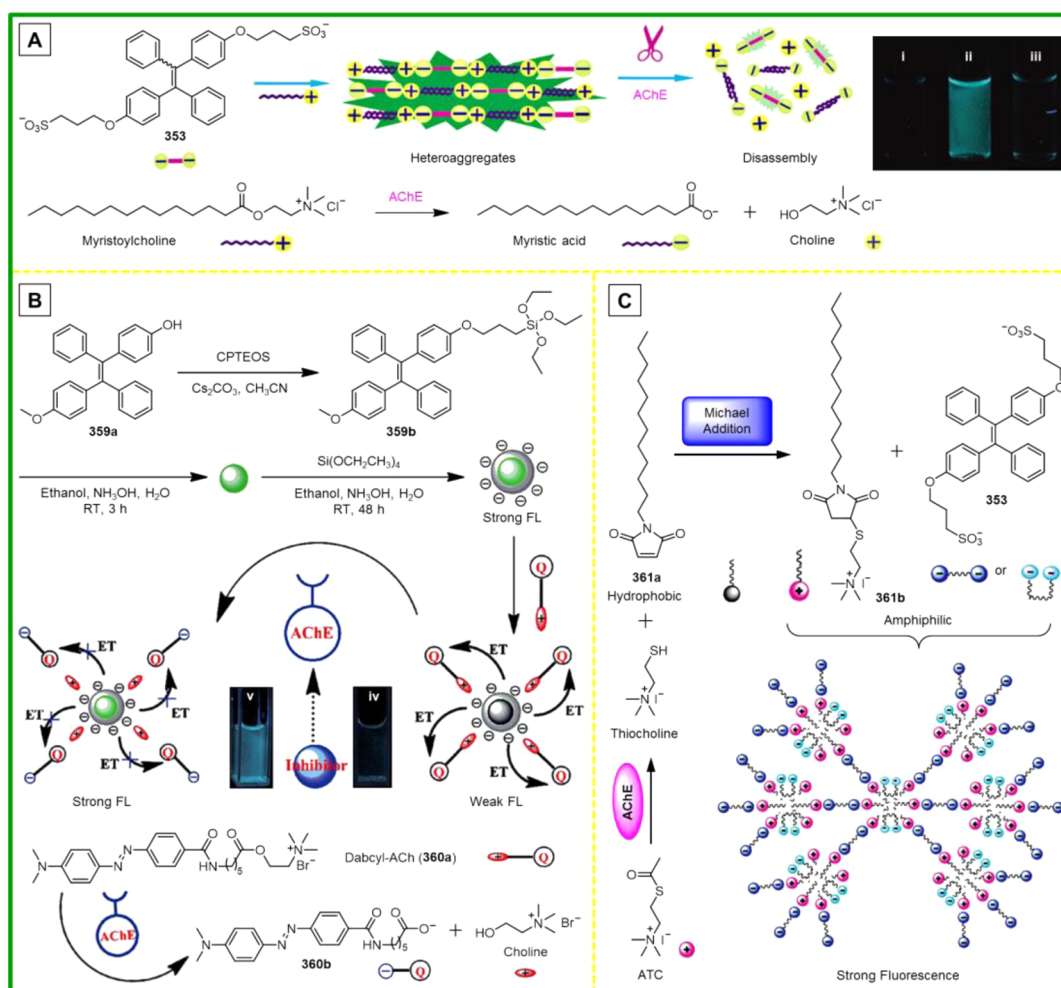 A
SO₃⁻
⁻O₃S
O
O
353
AChE
Heteroaggregates
Disassembly
i
ii
iii
O
O
N⁺
Cl⁻
AChE
O
O⁻
+
HO
N⁺
Cl⁻
Myristoylcholine
Myristic acid
Choline
B
OH
O
359a
CPTEOS
Cs₂CO₃, CH₃CN
O
Si
O
O
O
O
359b
Ethanol, NH₃OH, H₂O
RT, 3 h
Si(OCH₂CH₃)₄
Ethanol, NH₃OH, H₂O
RT, 48 h
Strong FL
Q
+
AChE
ET
ET
ET
ET
Q
Q
Q
Q
Strong FL
v
iv
Inhibitor
ET
ET
ET
ET
Q
Q
Q
Q
Weak FL
N
N
N
O
HN
( )₅
O
O
N⁺
Br⁻
Dabcyl-ACh (360a)
+
Q
AChE
N
N
N
O
HN
( )₅
O
O⁻
360b
− Q
+
HO
N⁺
Br⁻
Choline
+
C
N
O
O
361a
Hydrophobic
+
SH
N⁺
I⁻
Thiocholine
AChE
O
S
N⁺
I⁻
+
ATC
Michael
Addition
N
O
O
S
N⁺
I⁻
361b
+
⁻O₃S
O
O
SO₃⁻
353
or
Amphiphilic
Strong Fluorescence